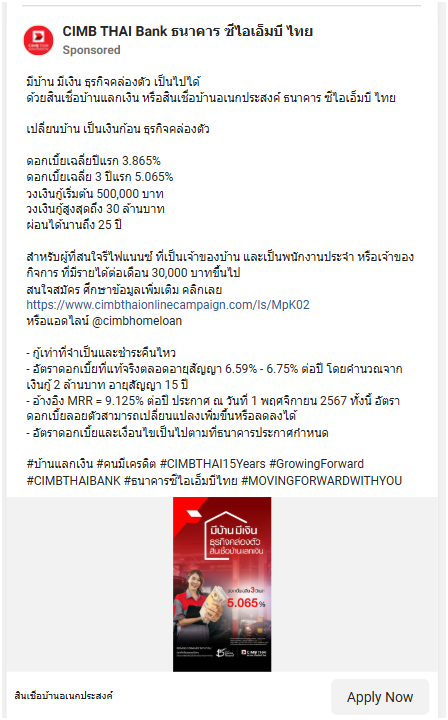 CIMB THAI Bank ธนาคาร ซีไอเอ็มบี ไทย
Sponsored
มีบ้าน มีเงิน ธุรกิจคล่องตัว เป็นไปได้
ด้วยสินเชื่อบ้านแลกเงิน หรือสินเชื่อบ้านอเนกประสงค์ ธนาคาร ซีไอเอ็มบี ไทย
เปลี่ยนบ้าน เป็นเงินก้อน ธุรกิจคล่องตัว
ดอกเบี้ยเฉลี่ยปีแรก 3.865%
ดอกเบี้ยเฉลี่ย 3 ปีแรก 5.065%
วงเงินกู้เริ่มต้น 500,000 บาท
วงเงินกู้สูงสุดถึง 30 ล้านบาท
ผ่อนได้นานถึง 25 ปี
สำหรับผู้ที่สนใจรีไฟแนนซ์ ที่เป็นเจ้าของบ้าน และเป็นพนักงานประจำ หรือเจ้าของ
กิจการ ที่มีรายได้ต่อเดือน 30,000 บาทขึ้นไป
สนใจสมัคร ศึกษาข้อมูลเพิ่มเติม คลิกเลย
https://www.cimbthaionlinecampaign.com/ls/MpK02
หรือแอดไลน์ @cimbhomeloan
- กู้เท่าที่จำเป็นและชำระคืนไหว
- อัตราดอกเบี้ยที่แท้จริงตลอดอายุสัญญา 6.59% - 6.75% ต่อปี โดยคำนวณจาก
เงินกู้ 2 ล้านบาท อายุสัญญา 15 ปี
- อ้างอิง MRR = 9.125% ต่อปี ประกาศ ณ วันที่ 1 พฤศจิกายน 2567 ทั้งนี้ อัตรา
ดอกเบี้ยลอยตัวสามารถเปลี่ยนแปลงเพิ่มขึ้นหรือลดลงได้
- อัตราดอกเบี้ยและเงื่อนไขเป็นไปตามที่ธนาคารประกาศกำหนด
#บ้านแลกเงิน #คนมีเครดิต #CIMBTHAI15Years #GrowingForward
#CIMBTHAIBANK #ธนาคารซีไอเอ็มบีไทย #MOVINGFORWARDWITHYOU
มีบ้าน มีเงิน
ธุรกิจคล่องตัว
สินเชื่อบ้านแลกเงิน
5.065%
CIMB THAI
สินเชื่อบ้านอเนกประสงค์
Apply Now